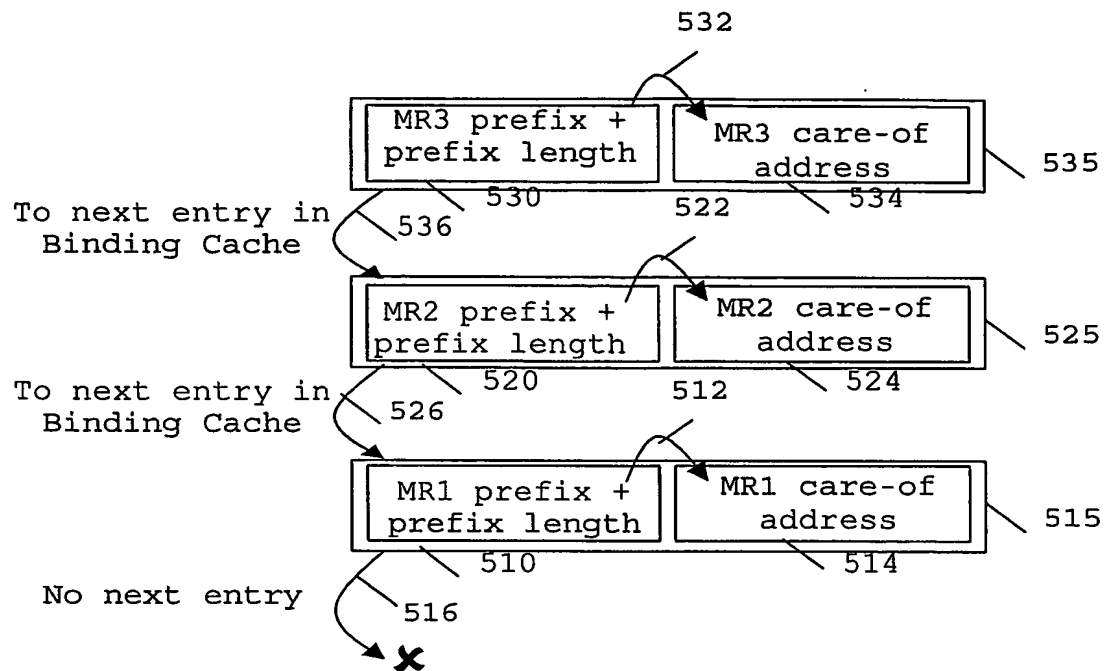 532
MR3 prefix +
prefix length
MR3 care-of
address
535
530
522
534
To next entry in
Binding Cache
536
MR2 prefix +
prefix length
MR2 care-of
address
525
520
512
524
To next entry in
Binding Cache
526
MR1 prefix +
prefix length
MR1 care-of
address
515
510
514
No next entry
516